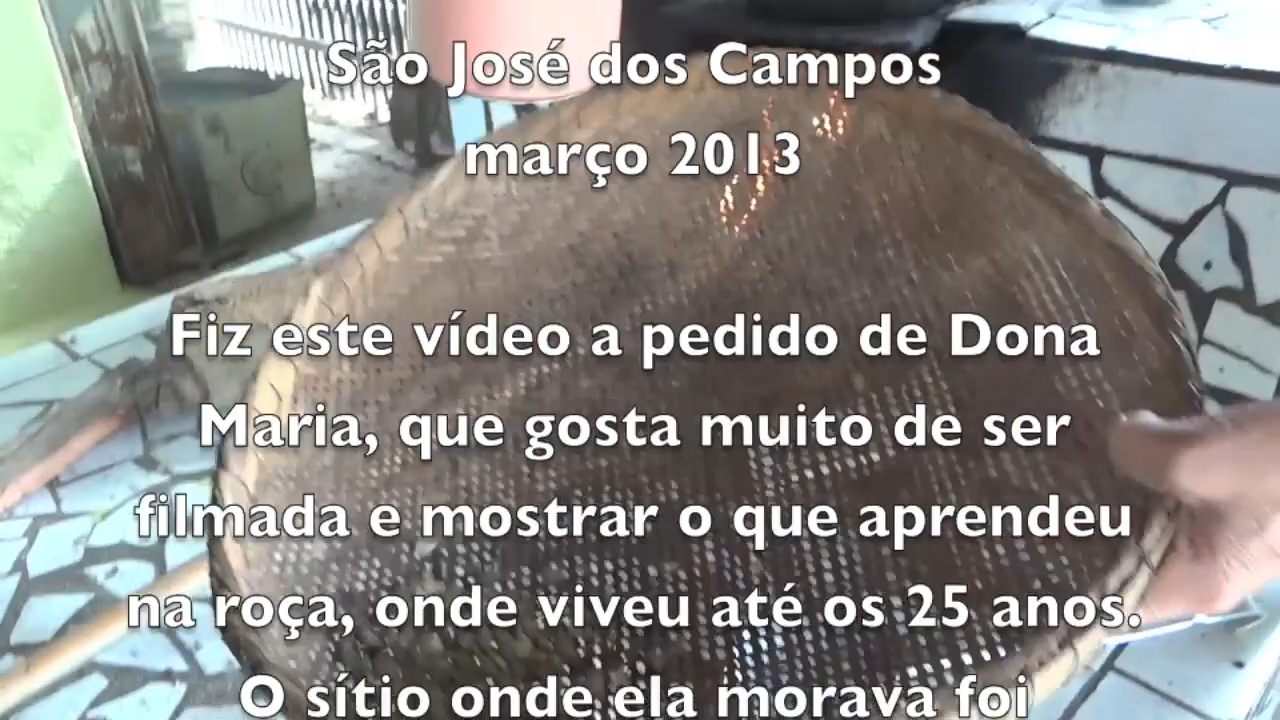 São José dos Campos
março 2013
Fiz este vídeo a pedido de Dona
Maria, que gosta muito de ser
filmada e mostrar o que aprendeu
na roça, onde viveu até os 25 anos.
O sítio onde ela morava foi